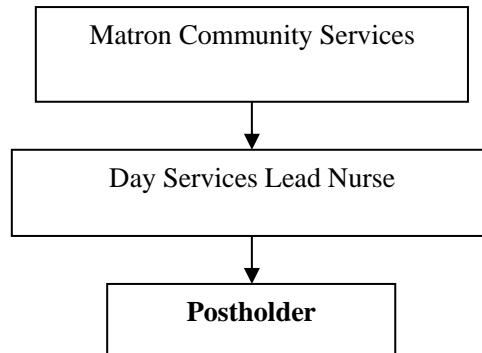 Matron Community Services
Day Services Lead Nurse
Postholder